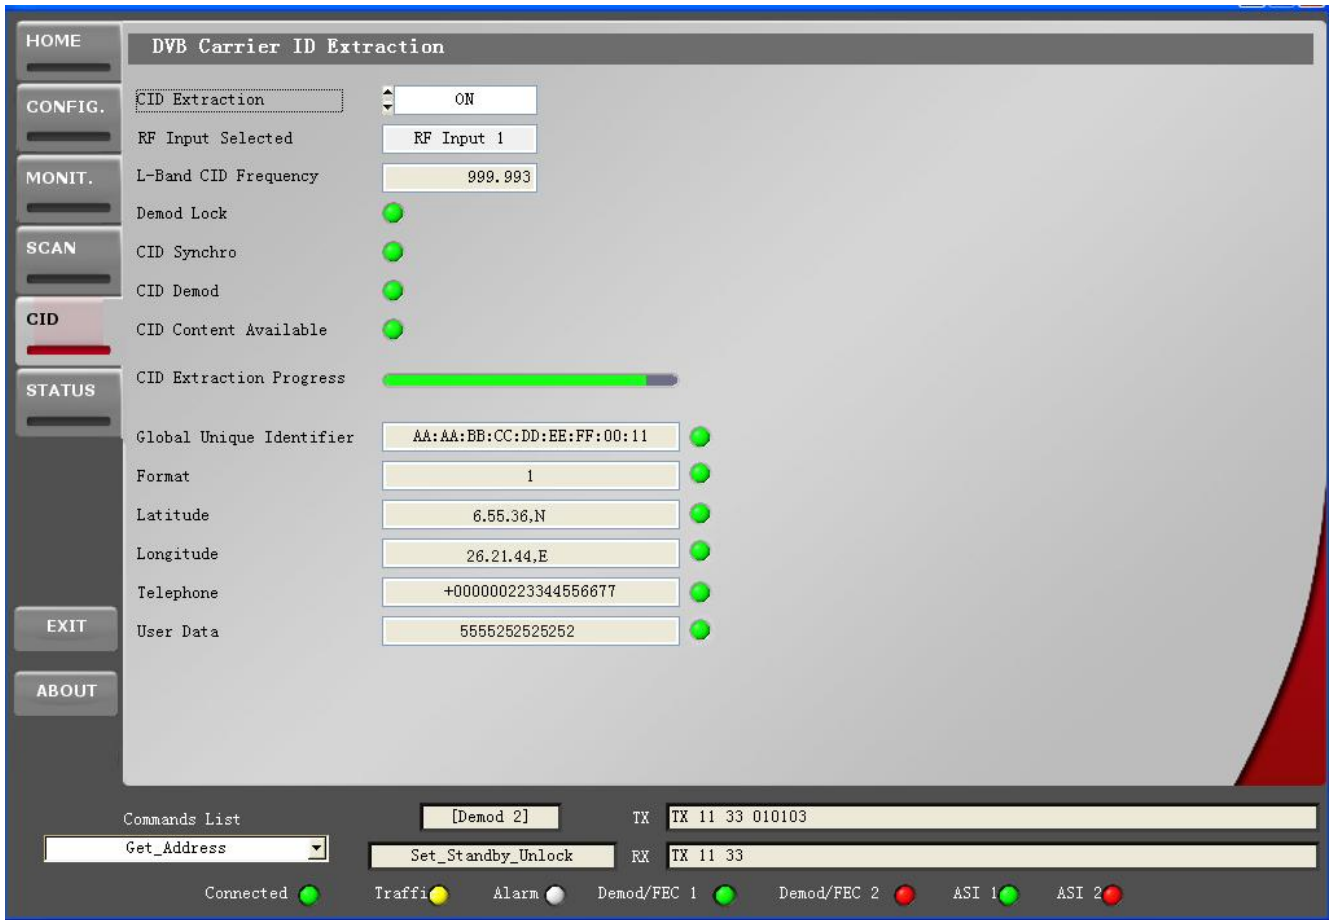 HOME
DVB Carrier ID Extraction
CONFIG.
CID Extraction ON
RF Input Selected RF Input 1
MONIT.
L-Band CID Frequency 999.993
Demod Lock
SCAN
CID Synchro
CID Demod
CID
CID Content Available
CID Extraction Progress
STATUS
Global Unique Identifier AA:AA:BB:CC:DD:EE:FF:00:11
Format 1
Latitude 6.55.36,N
Longitude 26.21.44,E
Telephone +000000223344556677
EXIT
User Data 5555252525252
ABOUT
Commands List [Demod 2] TX TX 11 33 010103
Get_Address Set_Standby_Unlock RX TX 11 33
Connected Traffi Alarm Demod/FEC 1 Demod/FEC 2 ASI 1 ASI 2